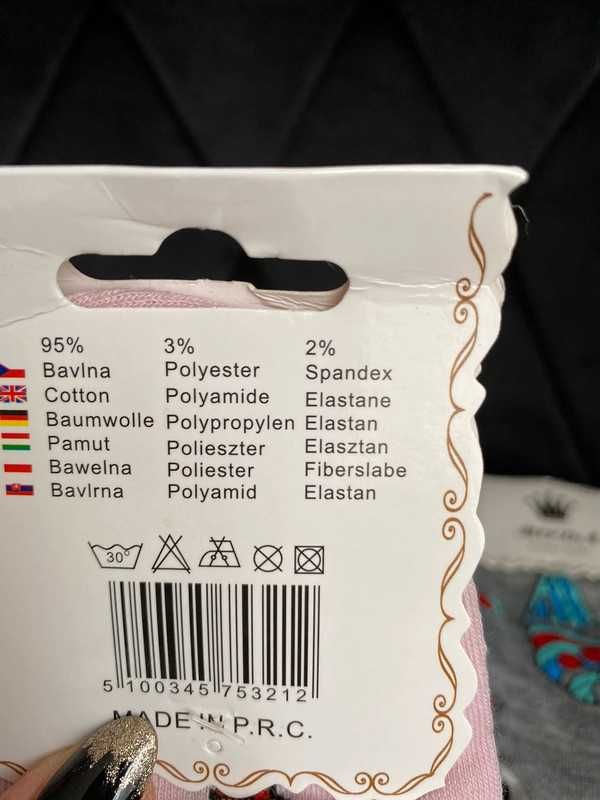 95% 3% 2%
Bavlna Polyester Spandex
Cotton Polyamide Elastane
Baumwolle Polypropylen Elastan
Pamut Polieszter Elasztan
Bawelna Poliester Fiberslabe
Bavlrna Polyamid Elastan
30°
5 100345 753212
MADE IN P.R.C.